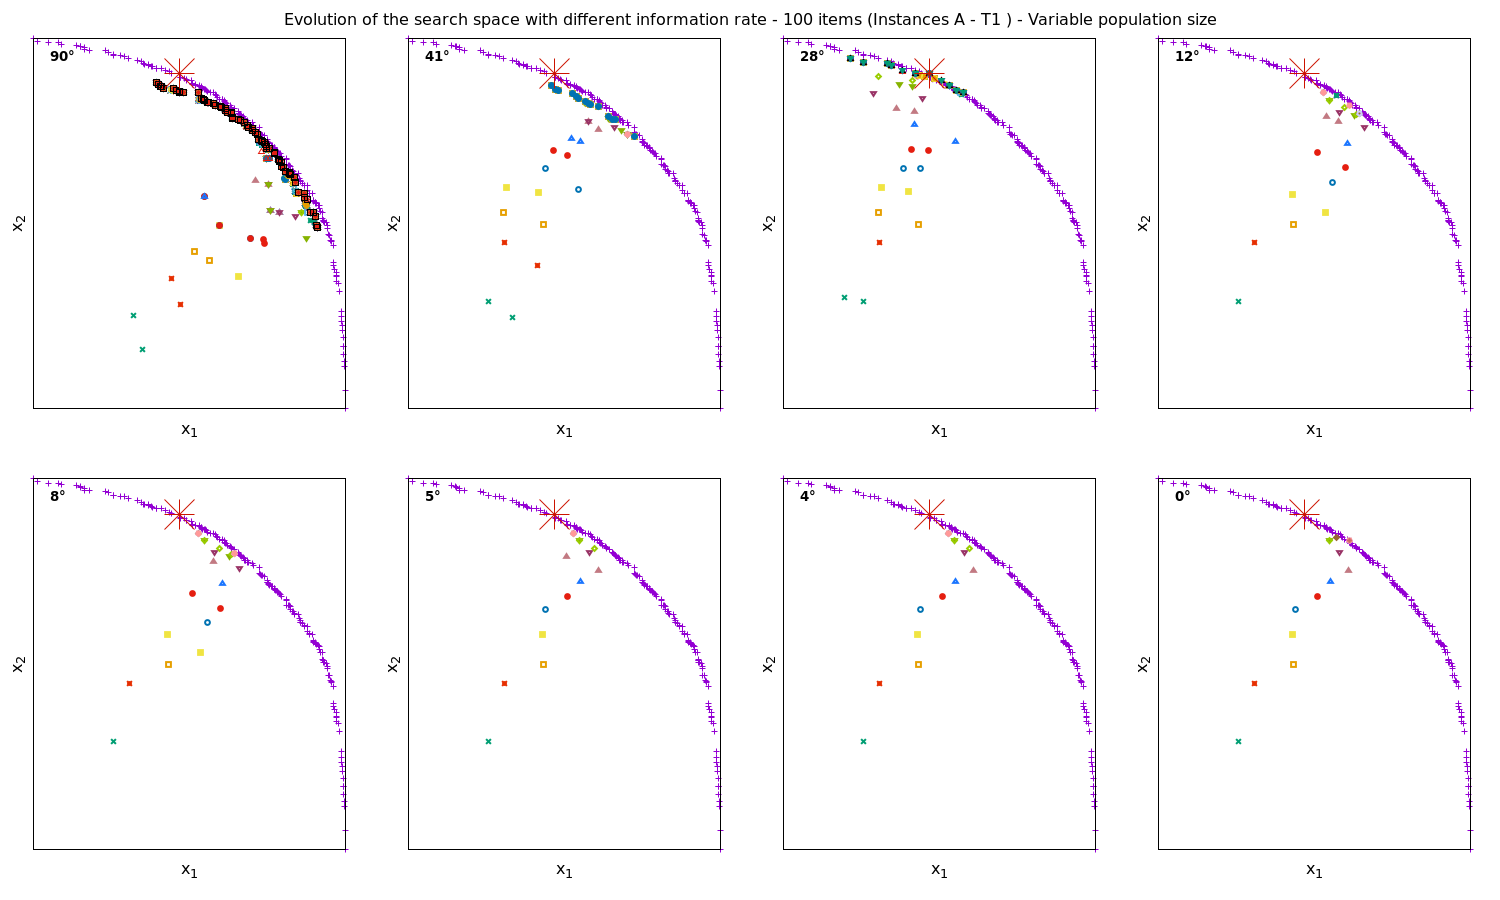 Evolution of the search space with different information rate - 100 items (Instances A - T1 ) - Variable population size
90°
41°
28°
12°
x₂
x₂
x₂
x₂
x₁
x₁
x₁
x₁
8°
5°
4°
0°
x₂
x₂
x₂
x₂
x₁
x₁
x₁
x₁